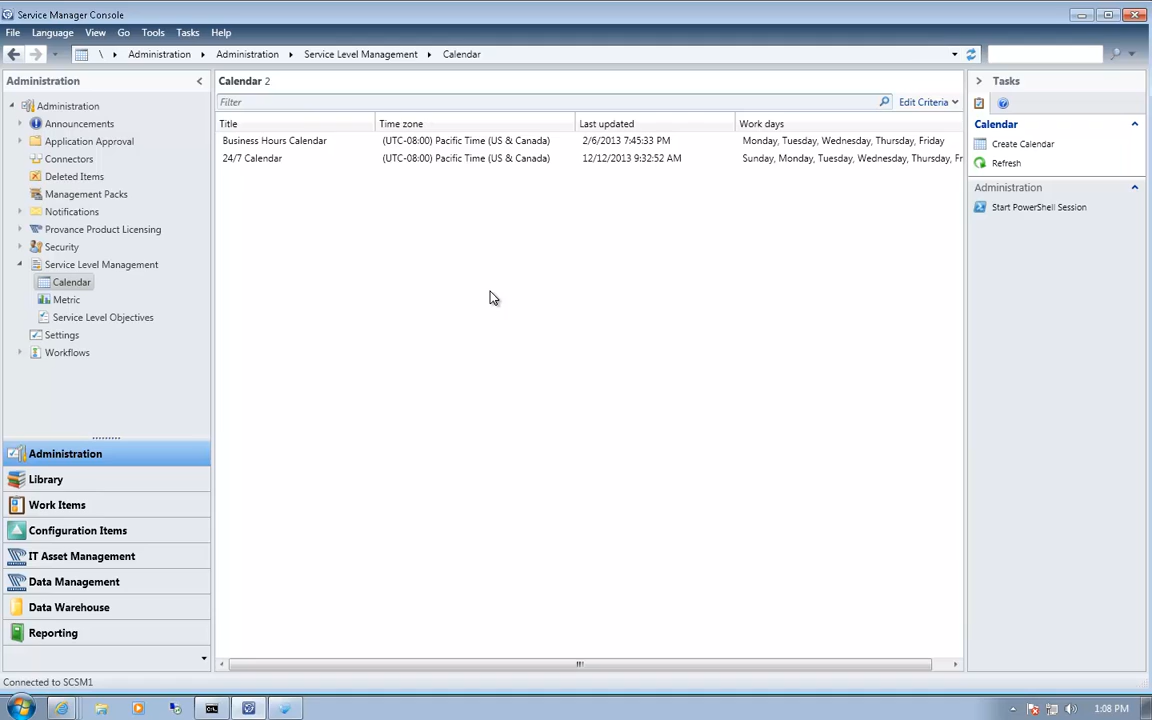 Service Manager Console
File Language View Go Tools Tasks Help
\ Administration Administration Service Level Management Calendar
Administration
Administration
Announcements
Application Approval
Connectors
Deleted Items
Management Packs
Notifications
Provance Product Licensing
Security
Service Level Management
Calendar
Metric
Service Level Objectives
Settings
Workflows
Administration
Library
Work Items
Configuration Items
IT Asset Management
Data Management
Data Warehouse
Reporting
Calendar 2
Filter Edit Criteria
Title Time zone Last updated Work days
Business Hours Calendar (UTC-08:00) Pacific Time (US & Canada) 2/6/2013 7:45:33 PM Monday, Tuesday, Wednesday, Thursday, Friday
24/7 Calendar (UTC-08:00) Pacific Time (US & Canada) 12/12/2013 9:32:52 AM Sunday, Monday, Tuesday, Wednesday, Thursday, Fr
Tasks
Calendar
Create Calendar
Refresh
Administration
Start PowerShell Session
Connected to SCSM1
1:08 PM